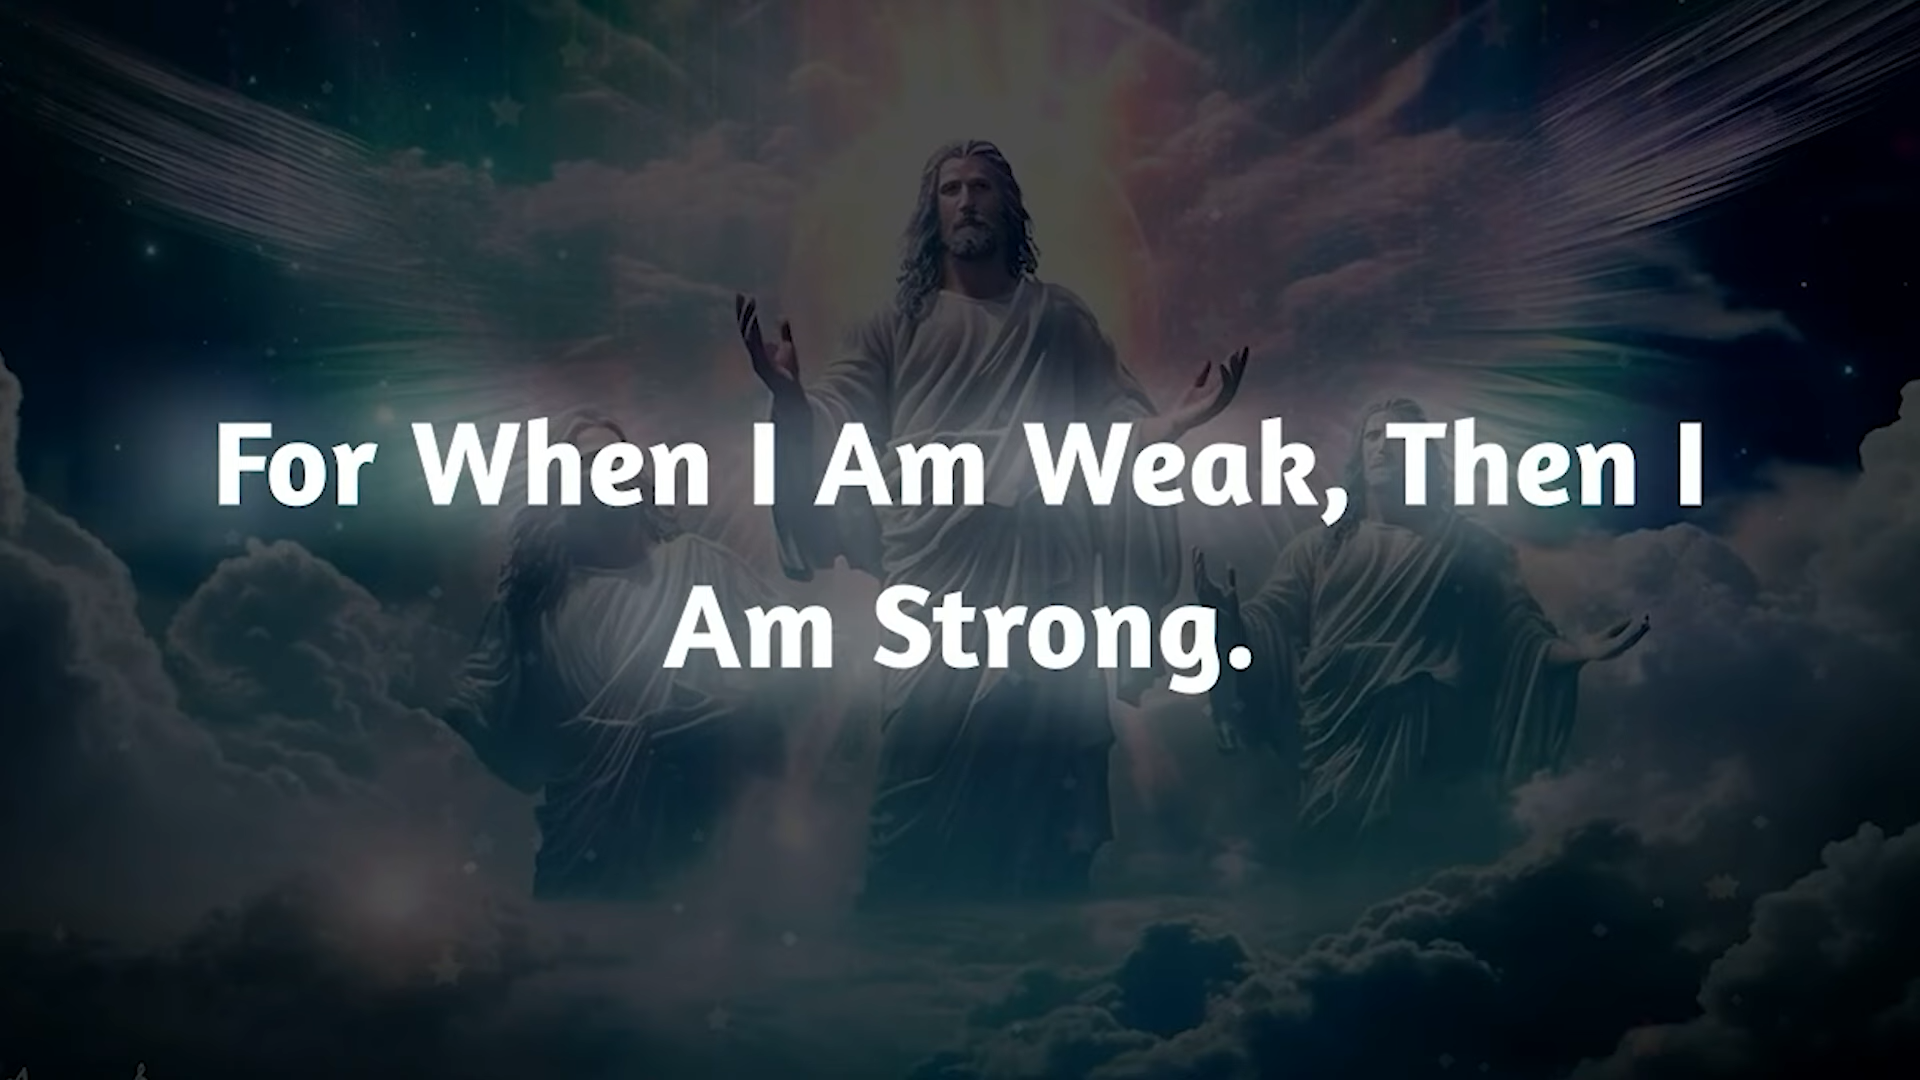 For When I Am Weak, Then I
Am Strong.